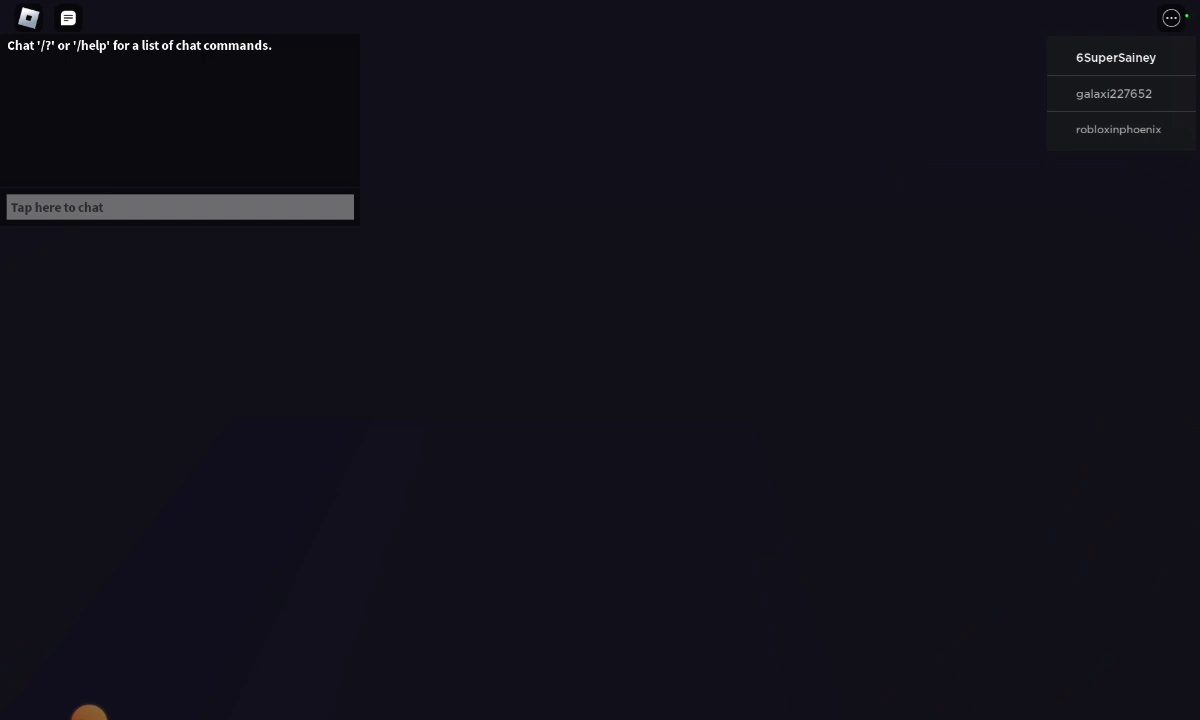 Chat '/?' or '/help' for a list of chat commands.
Tap here to chat
6SuperSainey
galaxi227652
robloxinphoenix